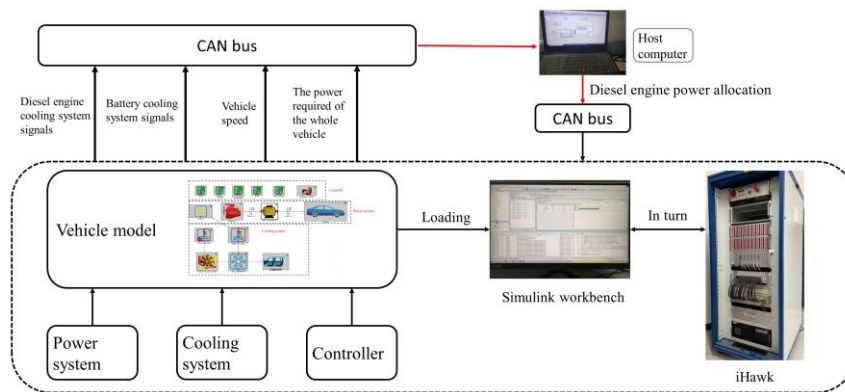 CAN bus
Host
computer
Diesel engine
cooling system
signals
Battery cooling
system signals
Vehicle
speed
The power
required of
the whole
vehicle
Diesel engine power allocation
CAN bus
Vehicle model
Loading
In turn
Simulink workbench
Power
system
Cooling
system
Controller
iHawk